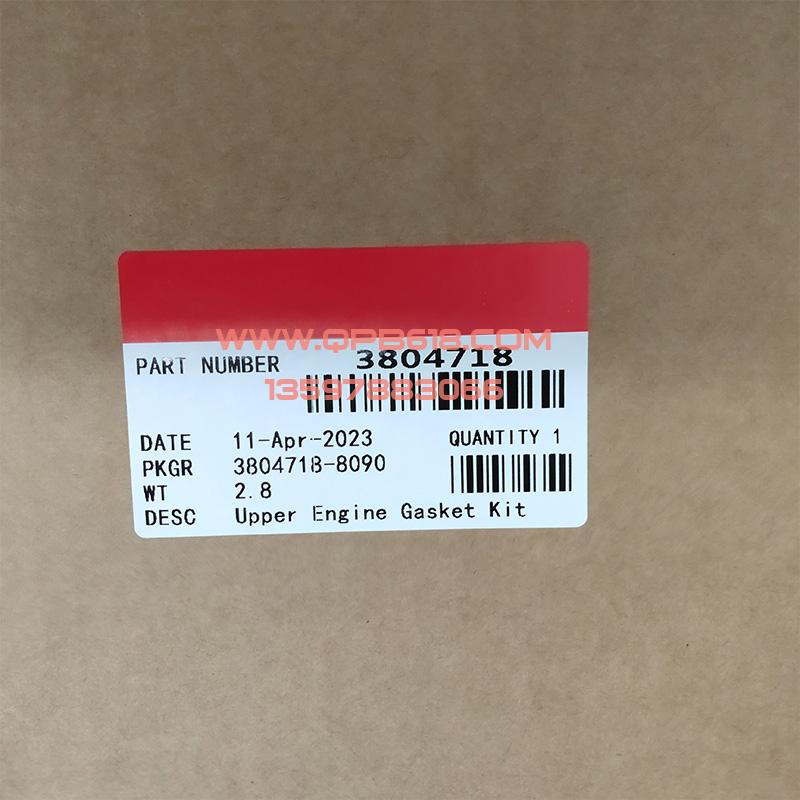 WWW.QPB618.COM
PART NUMBER 3804718
13597883066
DATE 11-Apr-2023 QUANTITY 1
PKGR 3804718-8090
WT 2.8
DESC Upper Engine Gasket Kit